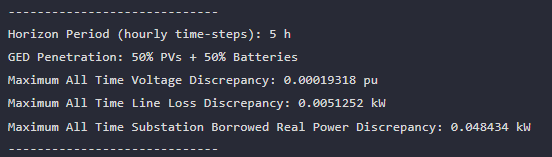 -----------------------------
Horizon Period (hourly time-steps): 5 h
GED Penetration: 50% PVs + 50% Batteries
Maximum All Time Voltage Discrepancy: 0.00019318 pu
Maximum All Time Line Loss Discrepancy: 0.0051252 kW
Maximum All Time Substation Borrowed Real Power Discrepancy: 0.048434 kW
-----------------------------